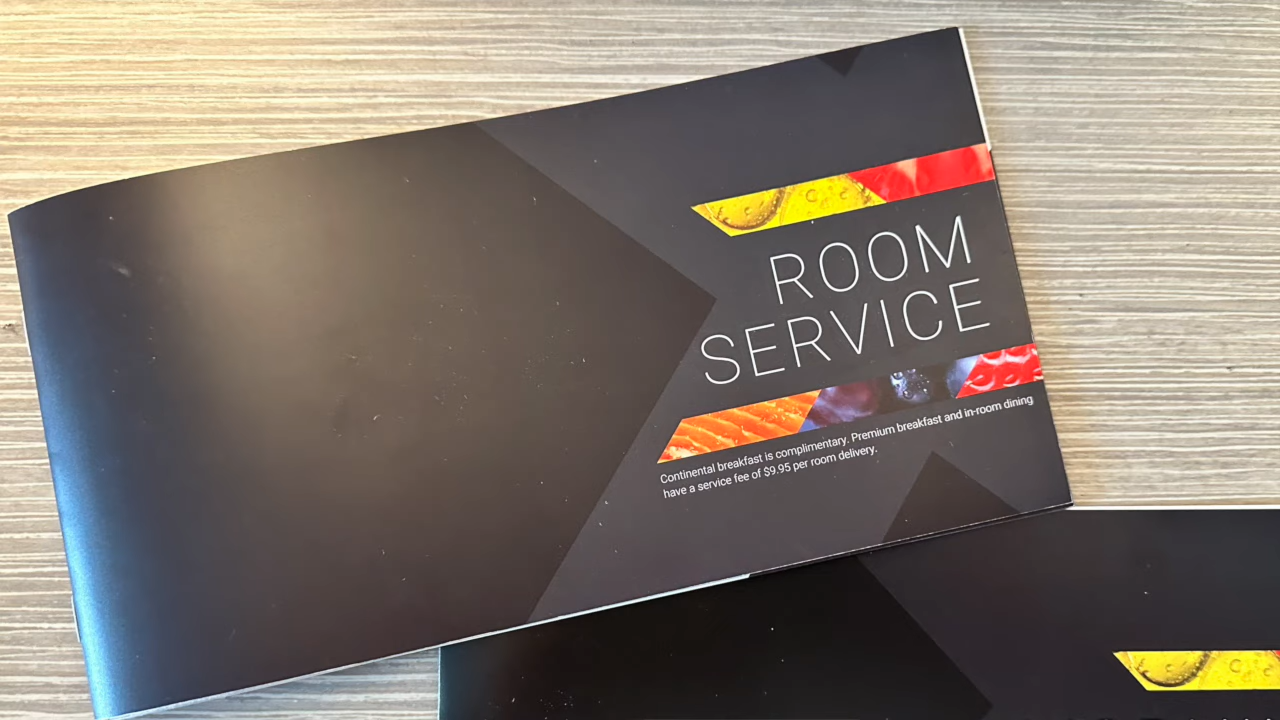 ROOM
SERVICE
Continental breakfast is complimentary. Premium breakfast and in-room dining
have a service fee of $9.95 per room delivery.